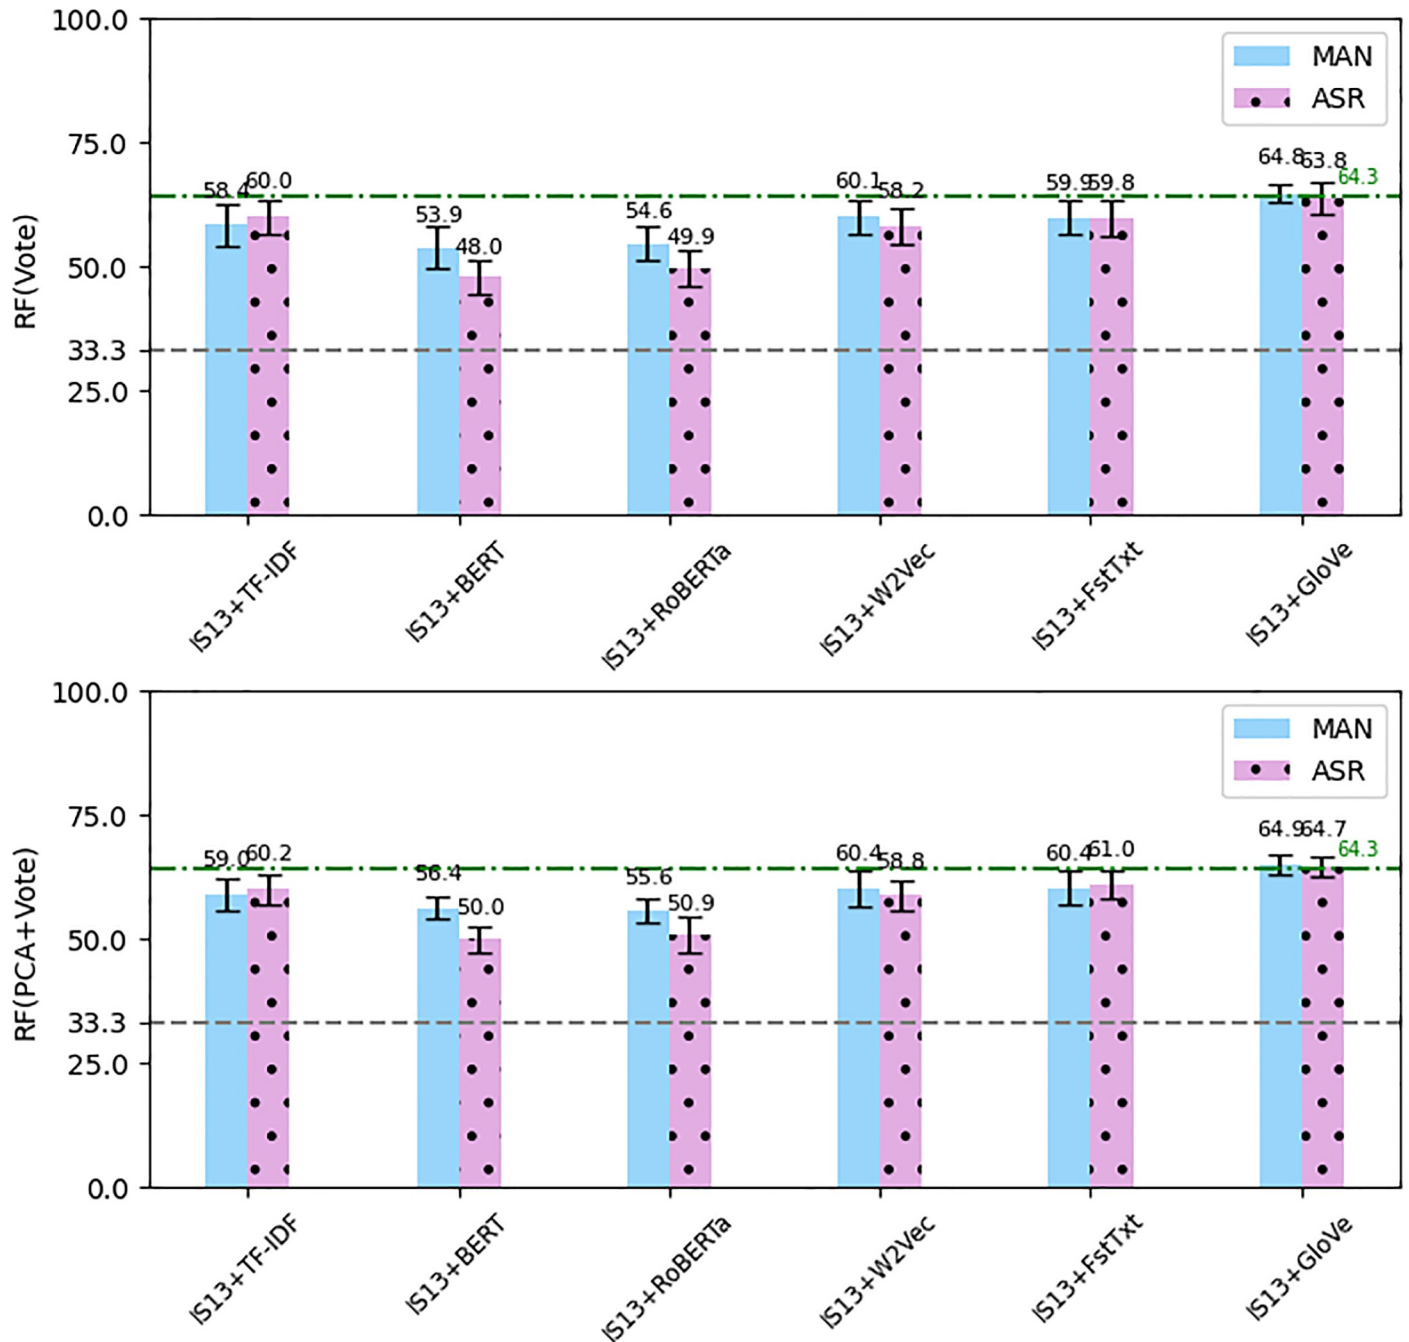 100.0
MAN
ASR
75.0
58.4 60.0 53.9 48.0 54.6 49.9 60.1 58.2 59.9 59.8 64.8 63.8 64.3
RF(Vote)
50.0
33.3
25.0
0.0
IS13+TF-IDF IS13+BERT IS13+RoBERTa IS13+W2Vec IS13+FstTxt IS13+GloVe
100.0
MAN
ASR
75.0
59.0 60.2 56.4 50.0 55.6 50.9 60.4 58.8 60.4 61.0 64.9 64.7 64.3
RF(PCA+Vote)
50.0
33.3
25.0
0.0
IS13+TF-IDF IS13+BERT IS13+RoBERTa IS13+W2Vec IS13+FstTxt IS13+GloVe